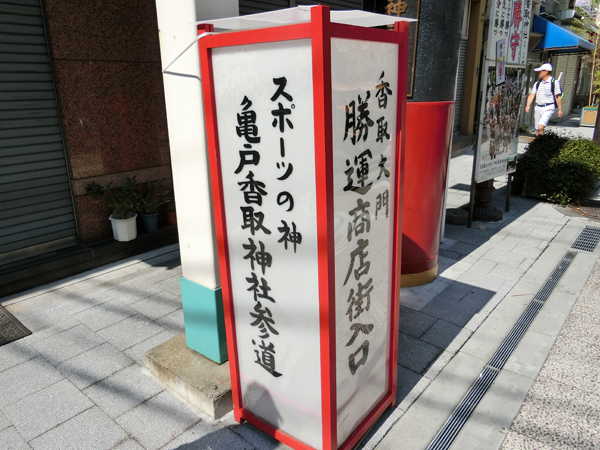 スポーツの神
亀戸香取神社参道
香取大門
勝運商店街入口